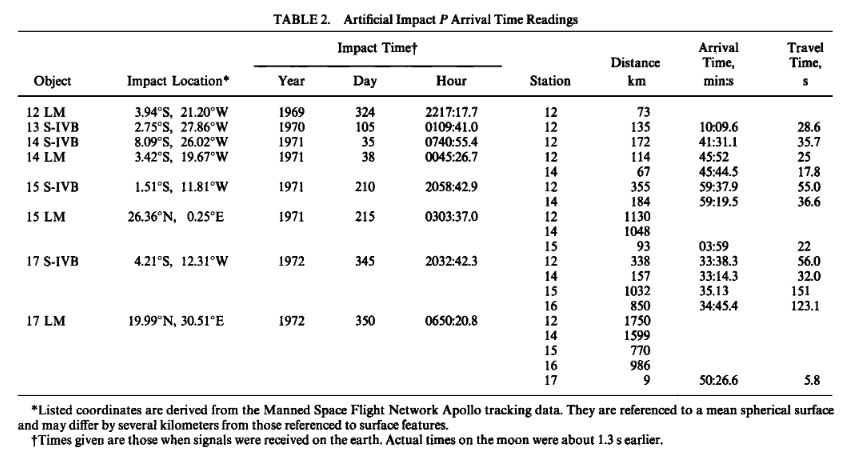 TABLE 2. Artificial Impact P Arrival Time Readings
Impact Time† Distance Arrival Time, Travel Time,
Object Impact Location* Year Day Hour Station km min:s s
12 LM 3.94°S, 21.20°W 1969 324 2217:17.7 12 73
13 S-IVB 2.75°S, 27.86°W 1970 105 0109:41.0 12 135 10:09.6 28.6
14 S-IVB 8.09°S, 26.02°W 1971 35 0740:55.4 12 172 41:31.1 35.7
14 LM 3.42°S, 19.67°W 1971 38 0045:26.7 12 114 45:52 25
14 67 45:44.5 17.8
15 S-IVB 1.51°S, 11.81°W 1971 210 2058:42.9 12 355 59:37.9 55.0
14 184 59:19.5 36.6
15 LM 26.36°N, 0.25°E 1971 215 0303:37.0 12 1130
14 1048
15 93 03:59 22
17 S-IVB 4.21°S, 12.31°W 1972 345 2032:42.3 12 338 33:38.3 56.0
14 157 33:14.3 32.0
15 1032 35.13 151
16 850 34:45.4 123.1
17 LM 19.99°N, 30.51°E 1972 350 0650:20.8 12 1750
14 1599
15 770
16 986
17 9 50:26.6 5.8
*Listed coordinates are derived from the Manned Space Flight Network Apollo tracking data. They are referenced to a mean spherical surface
and may differ by several kilometers from those referenced to surface features.
†Times given are those when signals were received on the earth. Actual times on the moon were about 1.3 s earlier.